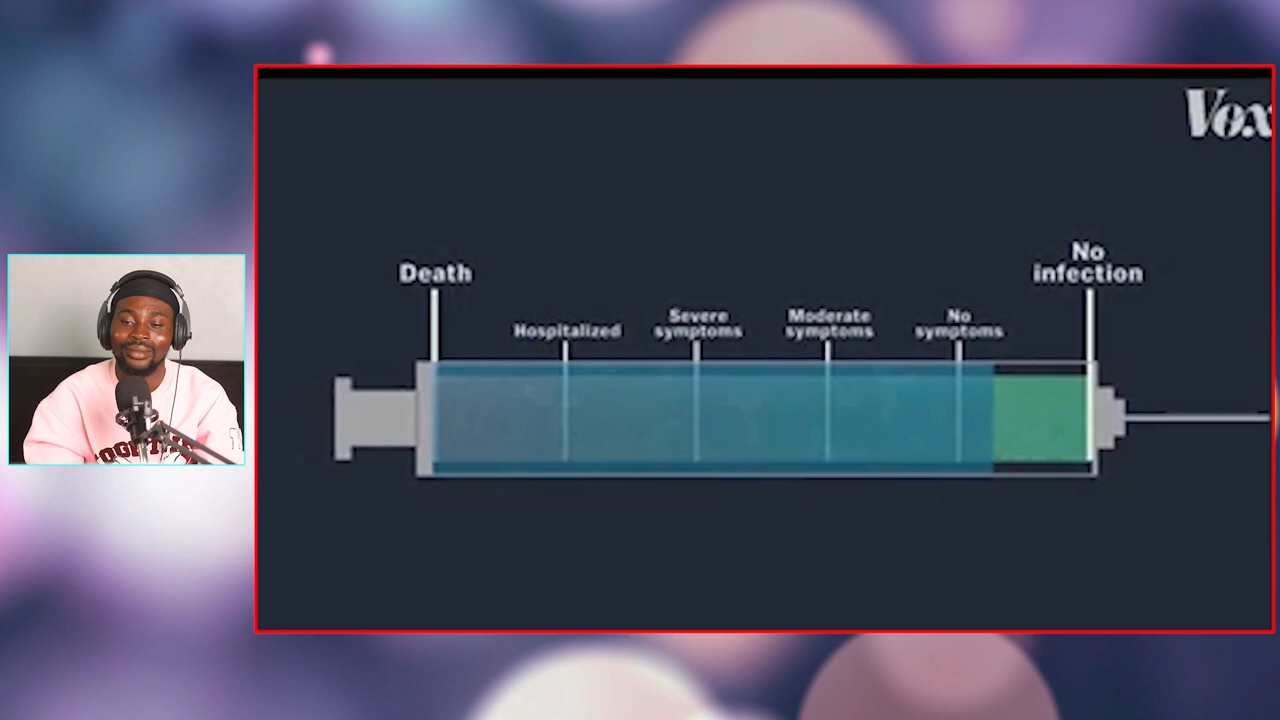 Vox
No
infection
Death
Severe
symptoms
Moderate
symptoms
No
symptoms
Hospitalized